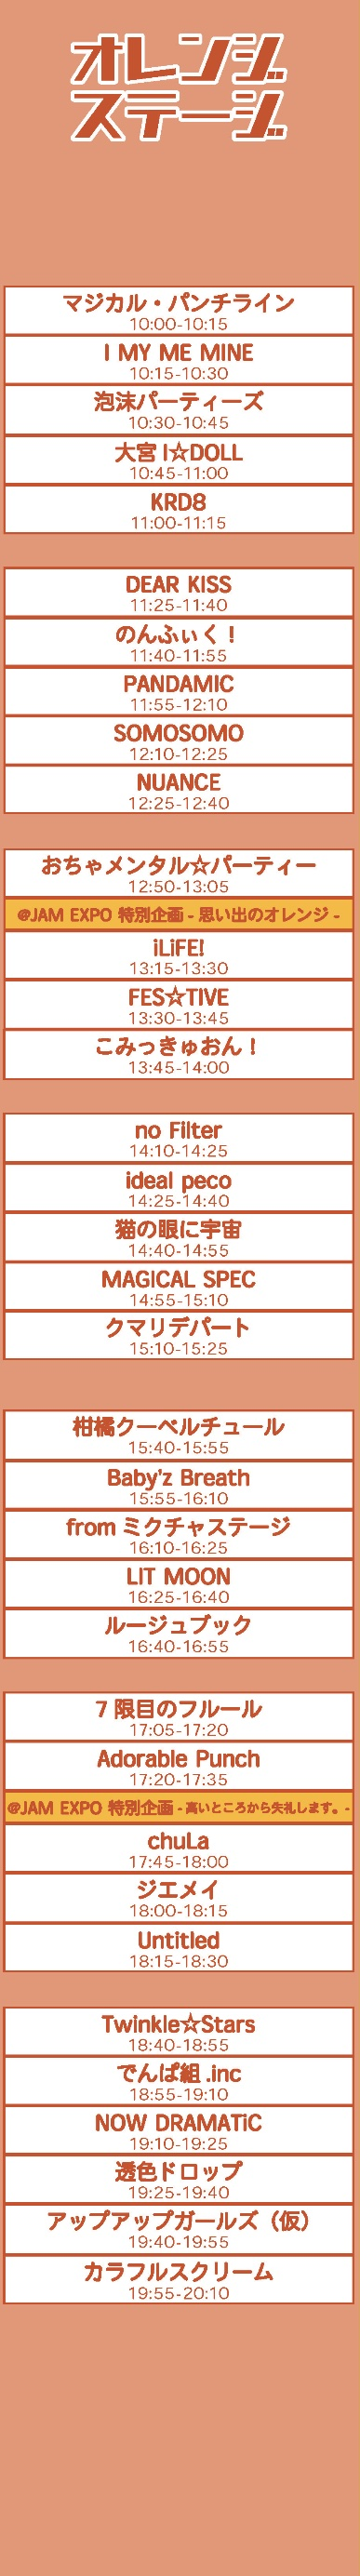 オレンジ
ステージ
マジカル・パンチライン
10:00-10:15
I MY ME MINE
10:15-10:30
泡沫パーティーズ
10:30-10:45
大宮I☆DOLL
10:45-11:00
KRD8
11:00-11:15
DEAR KISS
11:25-11:40
のんふぃく！
11:40-11:55
PANDAMIC
11:55-12:10
SOMOSOMO
12:10-12:25
NUANCE
12:25-12:40
おちゃメンタル☆パーティー
12:50-13:05
@JAM EXPO 特別企画 - 思い出のオレンジ -
iLiFE!
13:15-13:30
FES☆TIVE
13:30-13:45
こみっきゅおん！
13:45-14:00
no Filter
14:10-14:25
ideal peco
14:25-14:40
猫の眼に宇宙
14:40-14:55
MAGICAL SPEC
14:55-15:10
クマリデパート
15:10-15:25
柑橘クーベルチュール
15:40-15:55
Baby'z Breath
15:55-16:10
from ミクチャステージ
16:10-16:25
LIT MOON
16:25-16:40
ルージュブック
16:40-16:55
7 限目のフルール
17:05-17:20
Adorable Punch
17:20-17:35
@JAM EXPO 特別企画 - 高いところから失礼します。-
chuLa
17:45-18:00
ジエメイ
18:00-18:15
Untitled
18:15-18:30
Twinkle☆Stars
18:40-18:55
でんぱ組.inc
18:55-19:10
NOW DRAMATiC
19:10-19:25
透色ドロップ
19:25-19:40
アップアップガールズ（仮）
19:40-19:55
カラフルスクリーム
19:55-20:10